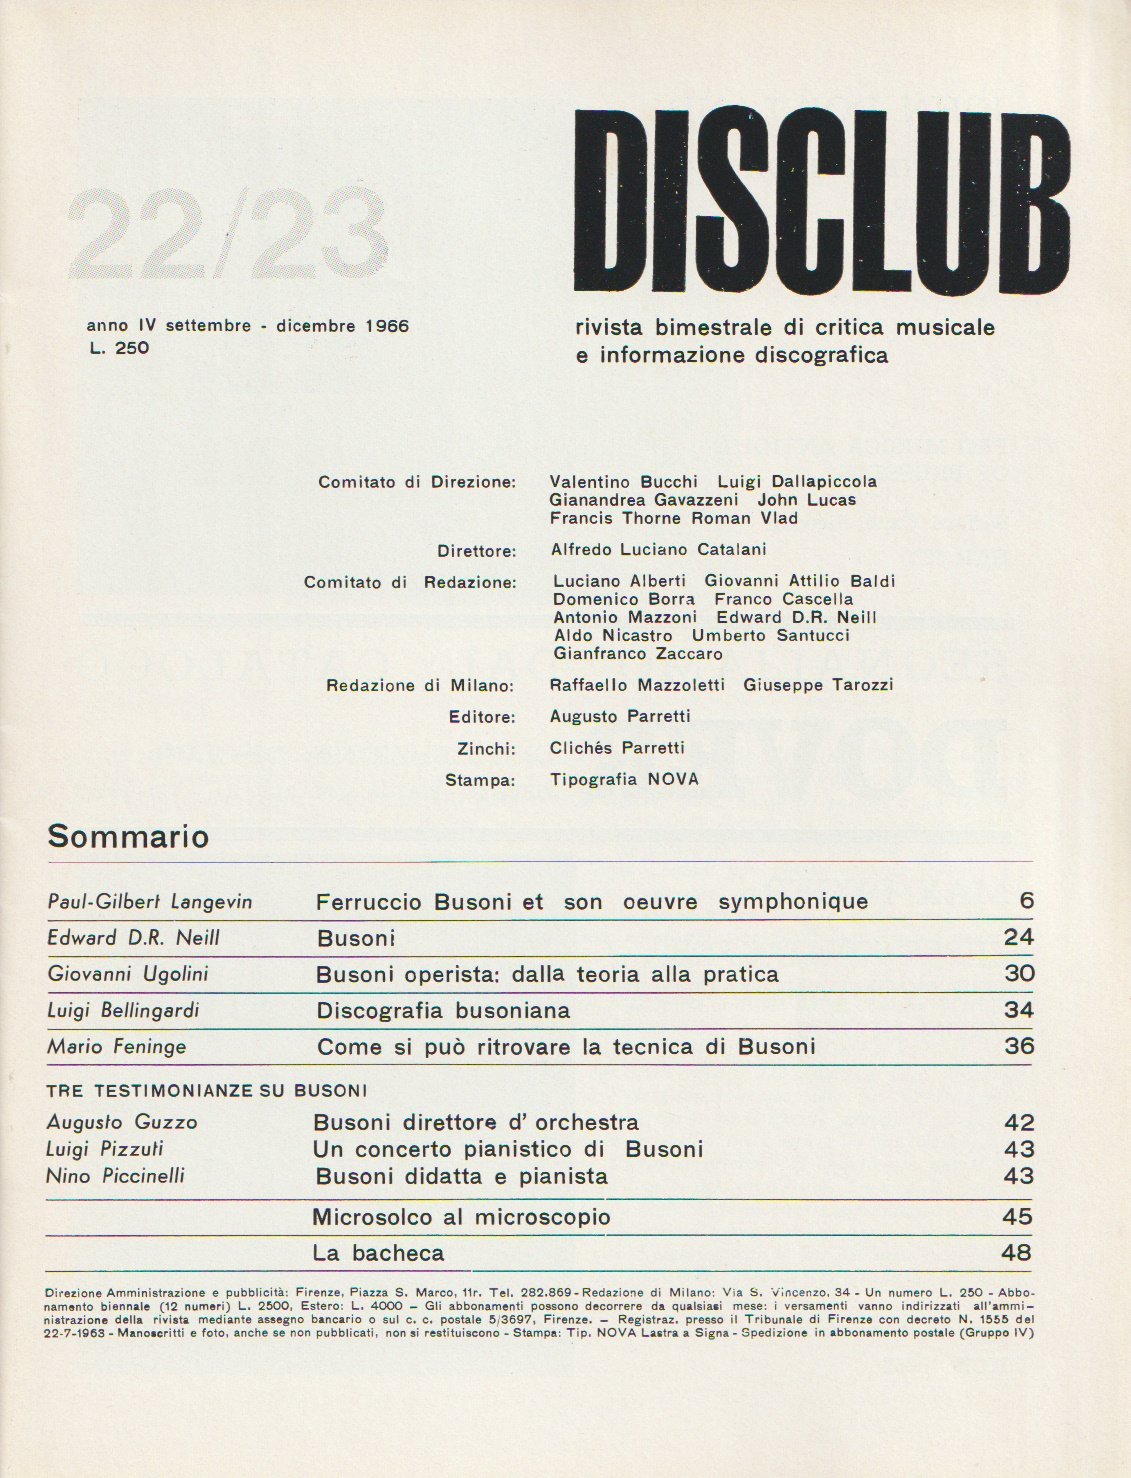 DISCLUB
22/23
anno IV settembre - dicembre 1966
L. 250
rivista bimestrale di critica musicale
e informazione discografica
Comitato di Direzione: Valentino Bucchi Luigi Dallapiccola
Gianandrea Gavazzeni John Lucas
Francis Thorne Roman Vlad
Direttore: Alfredo Luciano Catalani
Comitato di Redazione: Luciano Alberti Giovanni Attilio Baldi
Domenico Borra Franco Cascella
Antonio Mazzoni Edward D.R. Neill
Aldo Nicastro Umberto Santucci
Gianfranco Zaccaro
Redazione di Milano: Raffaello Mazzoletti Giuseppe Tarozzi
Editore: Augusto Parretti
Zinchi: Clichés Parretti
Stampa: Tipografia NOVA
Sommario
Paul-Gilbert Langevin Ferruccio Busoni et son oeuvre symphonique 6
Edward D.R. Neill Busoni 24
Giovanni Ugolini Busoni operista: dalla teoria alla pratica 30
Luigi Bellingardi Discografia busoniana 34
Mario Feninge Come si può ritrovare la tecnica di Busoni 36
TRE TESTIMONIANZE SU BUSONI
Augusto Guzzo Busoni direttore d' orchestra 42
Luigi Pizzuti Un concerto pianistico di Busoni 43
Nino Piccinelli Busoni didatta e pianista 43
Microsolco al microscopio 45
La bacheca 48
Direzione Amministrazione e pubblicità: Firenze, Piazza S. Marco, 11r. Tel. 282.869 - Redazione di Milano: Via S. Vincenzo, 34 - Un numero L. 250 - Abbo-
namento biennale (12 numeri) L. 2500, Estero: L. 4000 — Gli abbonamenti possono decorrere da qualsiasi mese: i versamenti vanno indirizzati all'ammi-
nistrazione della rivista mediante assegno bancario o sul c. c. postale 5/3697, Firenze. — Registraz. presso il Tribunale di Firenze con decreto N. 1555 del
22-7-1963 - Manoscritti e foto, anche se non pubblicati, non si restituiscono - Stampa: Tip. NOVA Lastra a Signa - Spedizione in abbonamento postale (Gruppo IV)